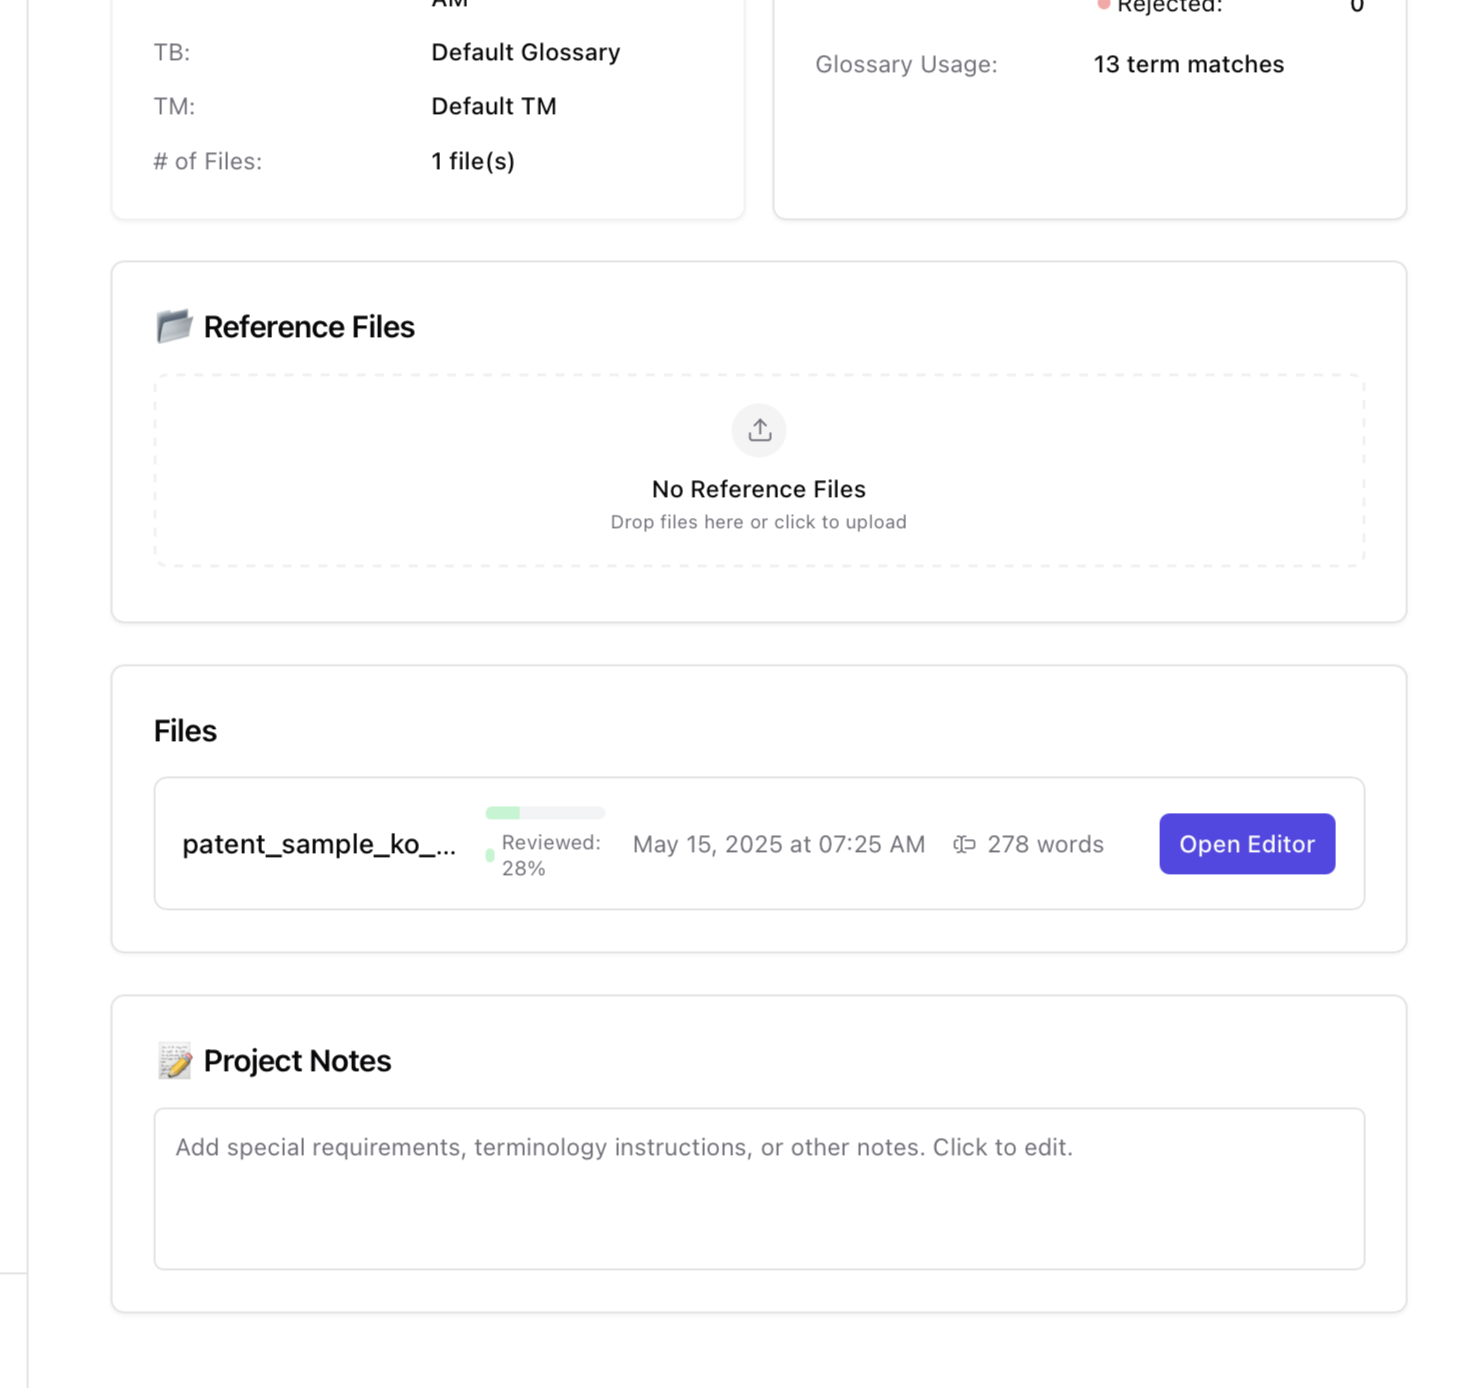 AM
TB: Default Glossary
TM: Default TM
# of Files: 1 file(s)
Rejected: 0
Glossary Usage: 13 term matches
Reference Files
No Reference Files
Drop files here or click to upload
Files
patent_sample_ko_...
Reviewed:
28%
May 15, 2025 at 07:25 AM
278 words
Open Editor
Project Notes
Add special requirements, terminology instructions, or other notes. Click to edit.